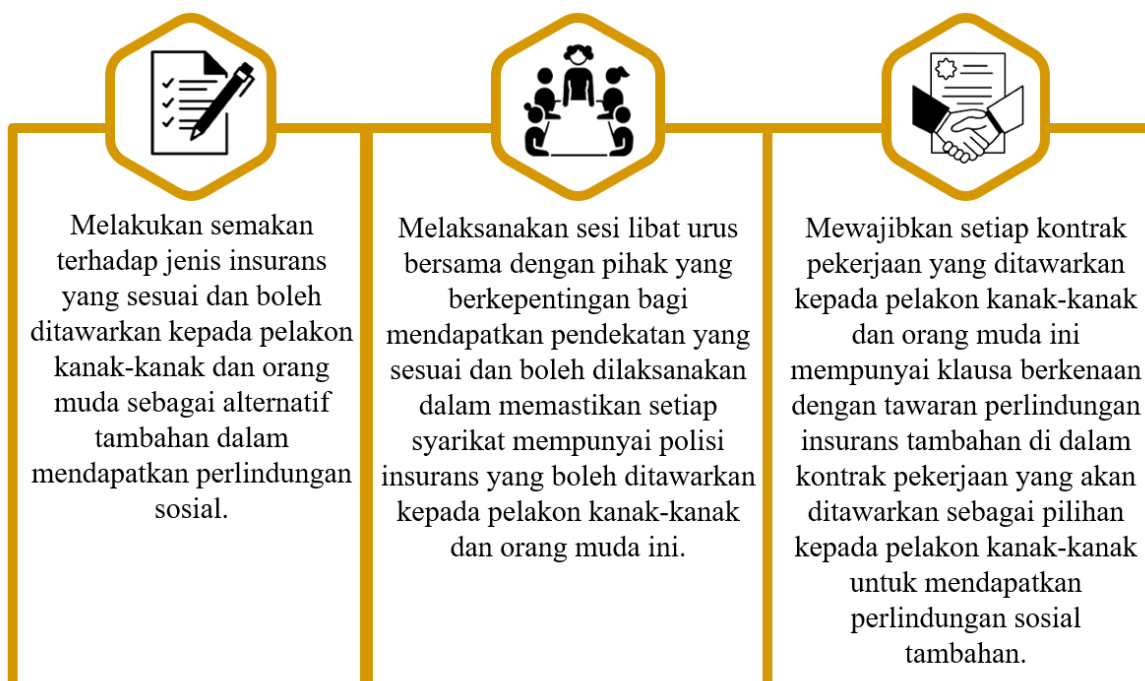 Melakukan semakan
terhadap jenis insurans
yang sesuai dan boleh
ditawarkan kepada pelakon
kanak-kanak dan orang
muda sebagai alternatif
tambahan dalam
mendapatkan perlindungan
sosial.
Melaksanakan sesi libat urus
bersama dengan pihak yang
berkepentingan bagi
mendapatkan pendekatan yang
sesuai dan boleh dilaksanakan
dalam memastikan setiap
syarikat mempunyai polisi
insurans yang boleh ditawarkan
kepada pelakon kanak-kanak
dan orang muda ini.
Mewajibkan setiap kontrak
pekerjaan yang ditawarkan
kepada pelakon kanak-kanak
dan orang muda ini
mempunyai klausa berkenaan
dengan tawaran perlindungan
insurans tambahan di dalam
kontrak pekerjaan yang akan
ditawarkan sebagai pilihan
kepada pelakon kanak-kanak
untuk mendapatkan
perlindungan sosial
tambahan.